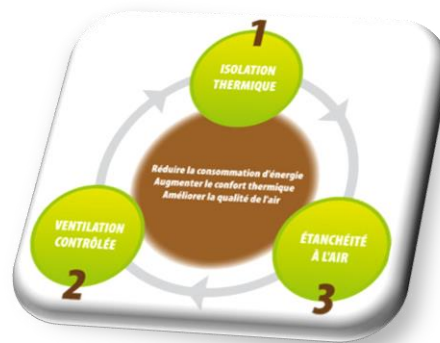 1
ISOLATION
THERMIQUE
Réduire la consommation d'énergie
Augmenter le confort thermique
Améliorer la qualité de l'air
VENTILATION
CONTRÔLÉE
2
ÉTANCHÉITÉ
À L'AIR
3